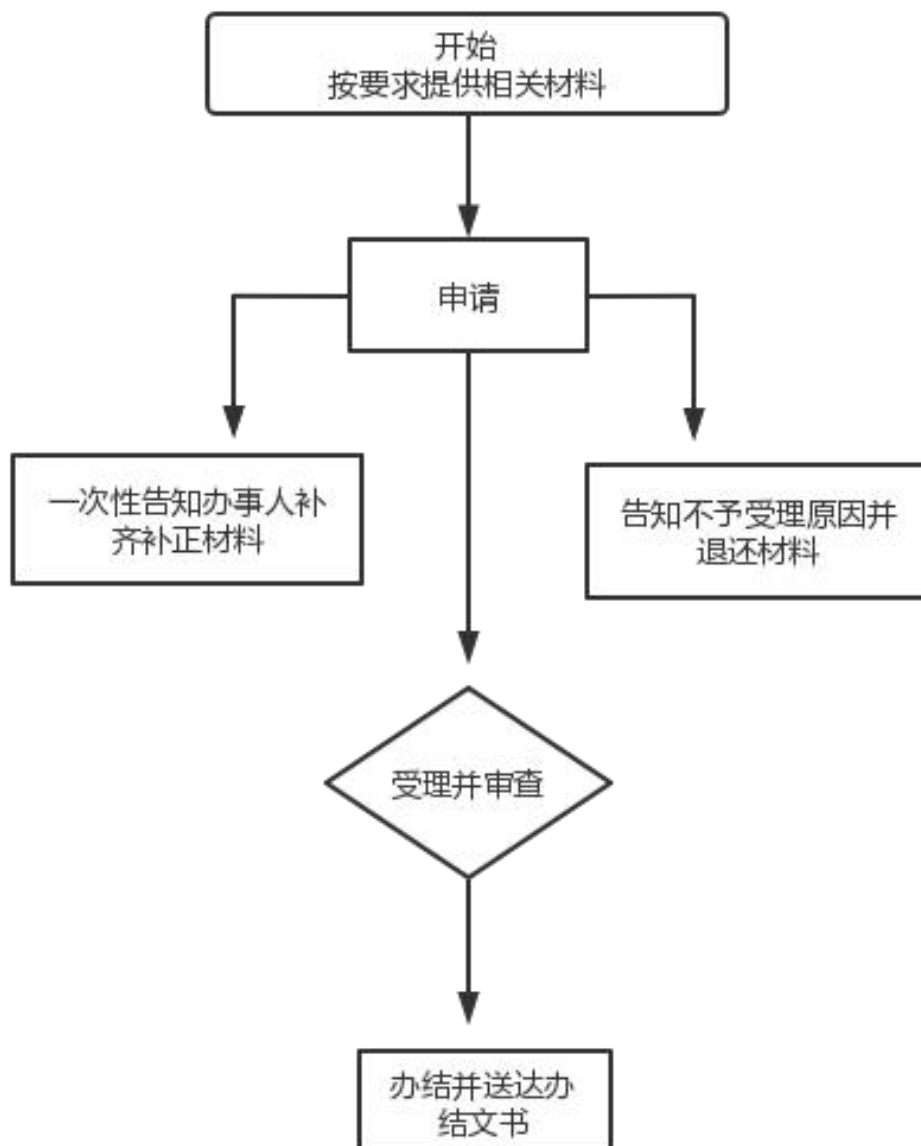 开始
按要求提供相关材料
申请
一次性告知办事人补
齐补正材料
告知不予受理原因并
退还材料
受理并审查
办结并送达办
结文书